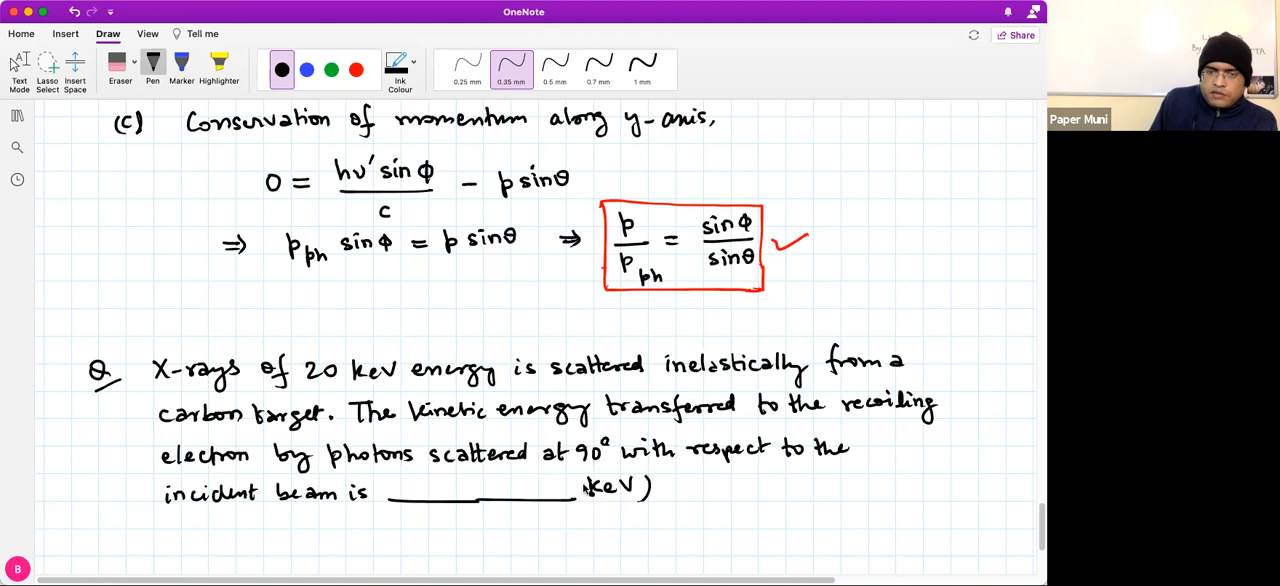 OneNote
Home Insert Draw View Tell me
Share
Text Mode Lasso Select Insert Space Eraser Pen Marker Highlighter Ink Colour 0.25 mm 0.35 mm 0.5 mm 0.7 mm 1 mm
Paper Muni
(c) Conservation of momentum along y-axis,
0 = hν' sin ϕ / c - p sinθ
⇒ p_ph sin ϕ = p sinθ ⇒ p / p_ph = sin ϕ / sinθ ✓
Q X-rays of 20 keV energy is scattered inelastically from a
carbon target. The kinetic energy transferred to the recoiling
electron by photons scattered at 90° with respect to the
incident beam is ________ keV)
B